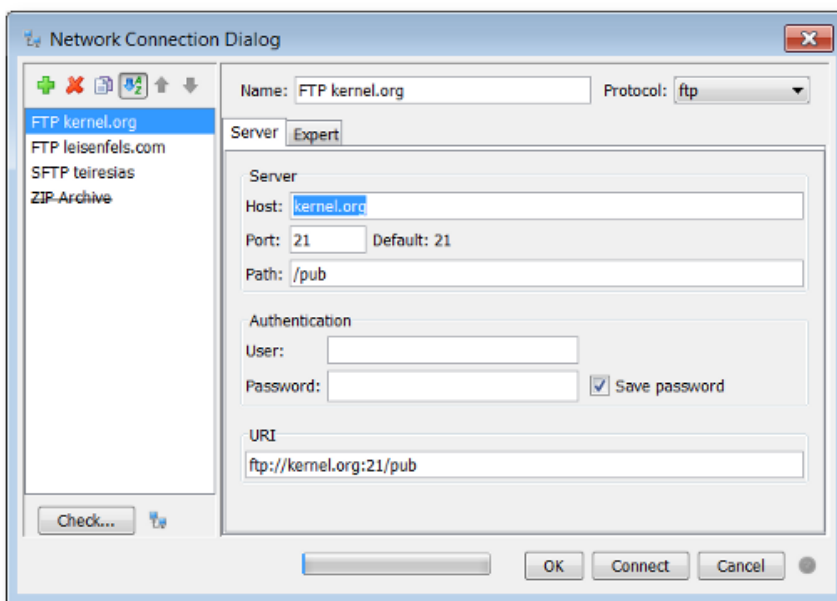 Network Connection Dialog
Name: FTP kernel.org Protocol: ftp
FTP kernel.org
FTP leisenfels.com
SFTP teiresias
ZIP Archive
Server Expert
Server
Host: kernel.org
Port: 21 Default: 21
Path: /pub
Authentication
User:
Password: Save password
URI
ftp://kernel.org:21/pub
Check...
OK Connect Cancel